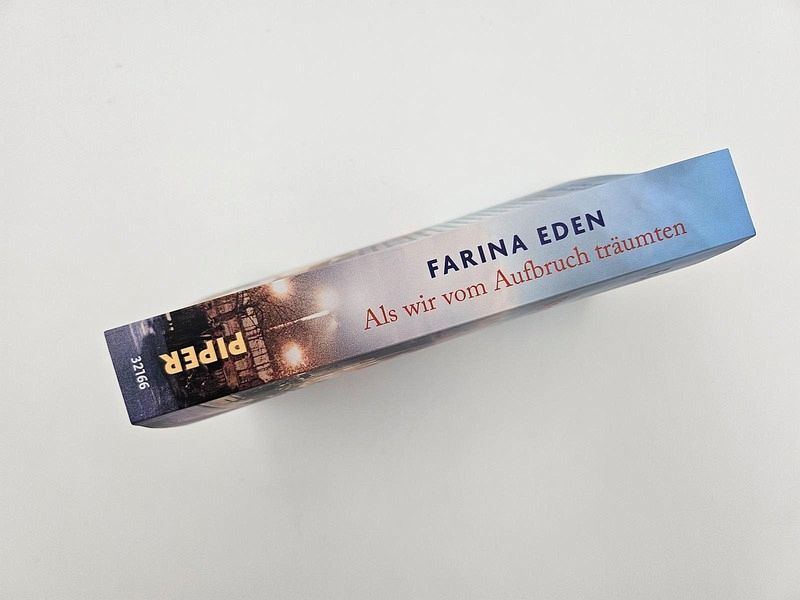 FARINA EDEN
Als wir vom Aufbruch träumten
PIPER
32166